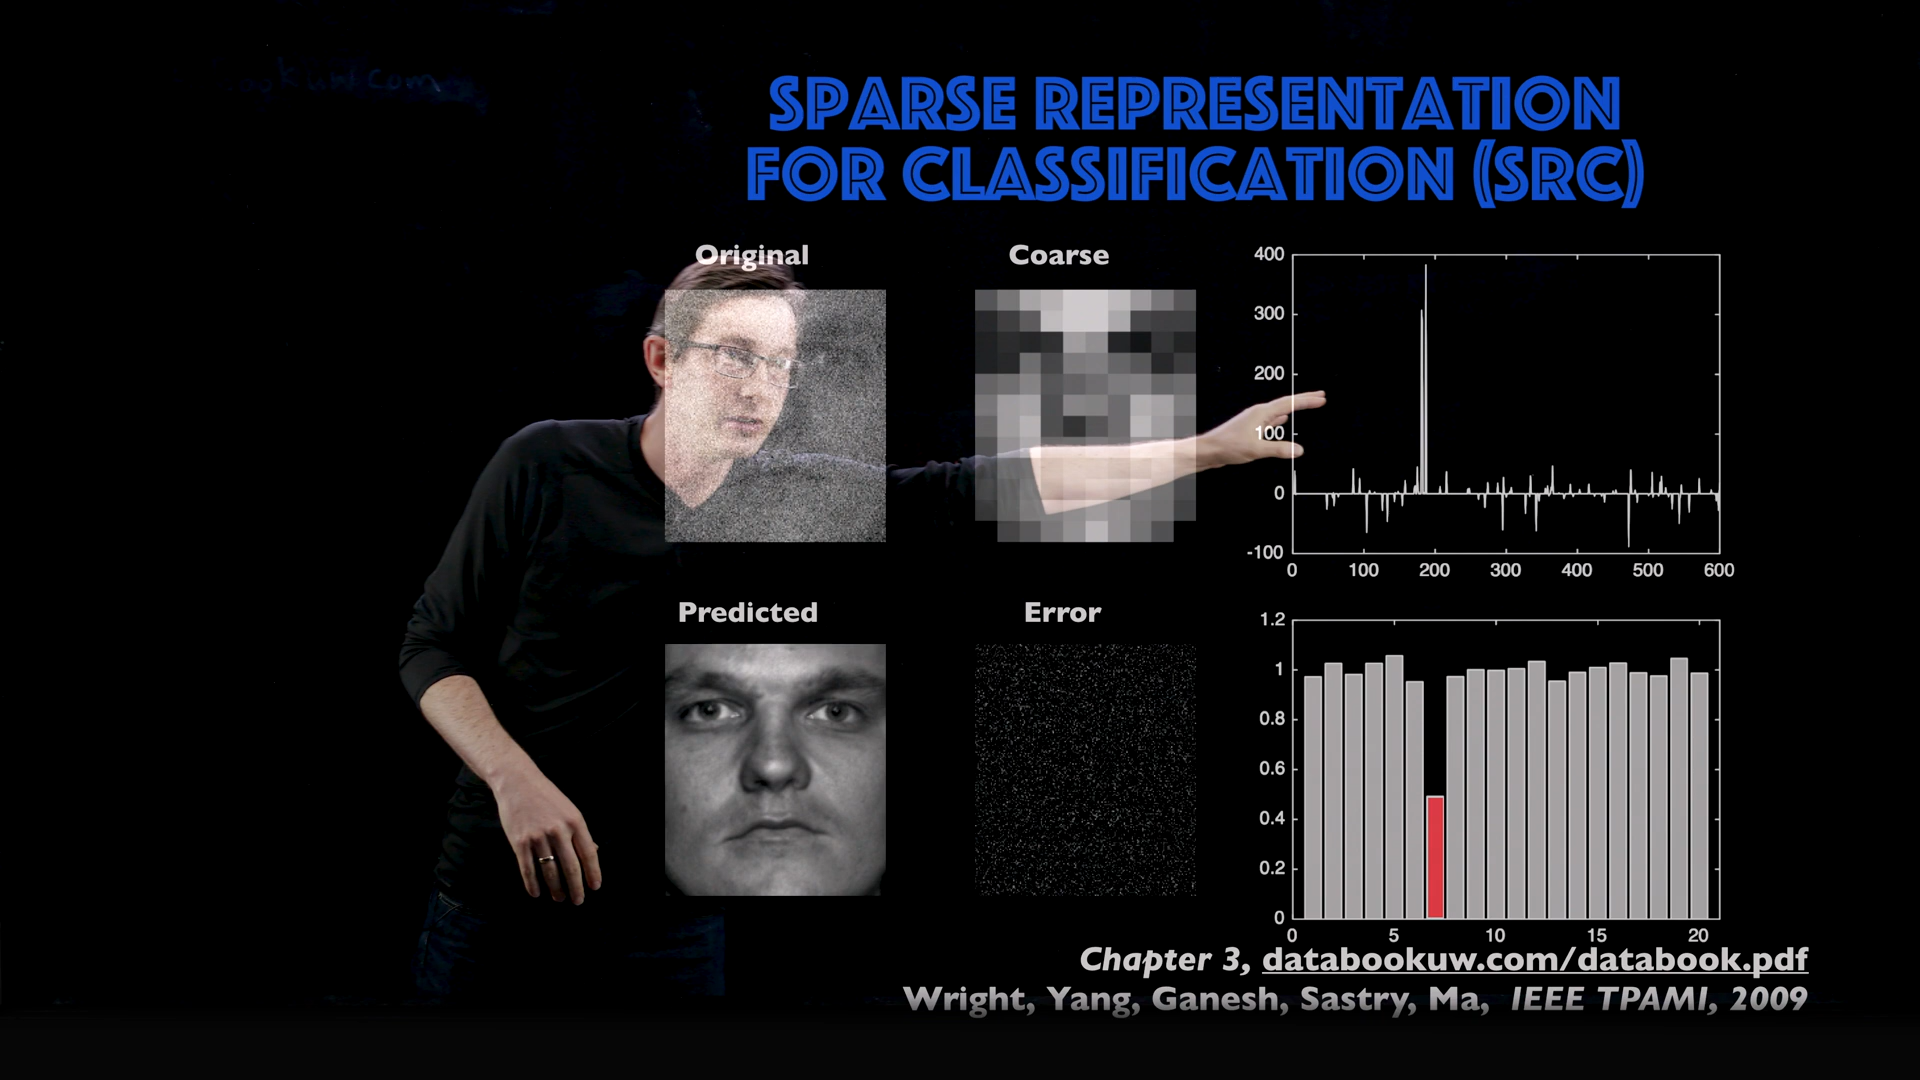 SPARSE REPRESENTATION
FOR CLASSIFICATION (SRC)
Original
Coarse
400
300
200
100
0
-100
0 100 200 300 400 500 600
Predicted
Error
1.2
1
0.8
0.6
0.4
0.2
0
0 5 10 15 20
Chapter 3, databookuw.com/databook.pdf
Wright, Yang, Ganesh, Sastry, Ma, IEEE TPAMI, 2009